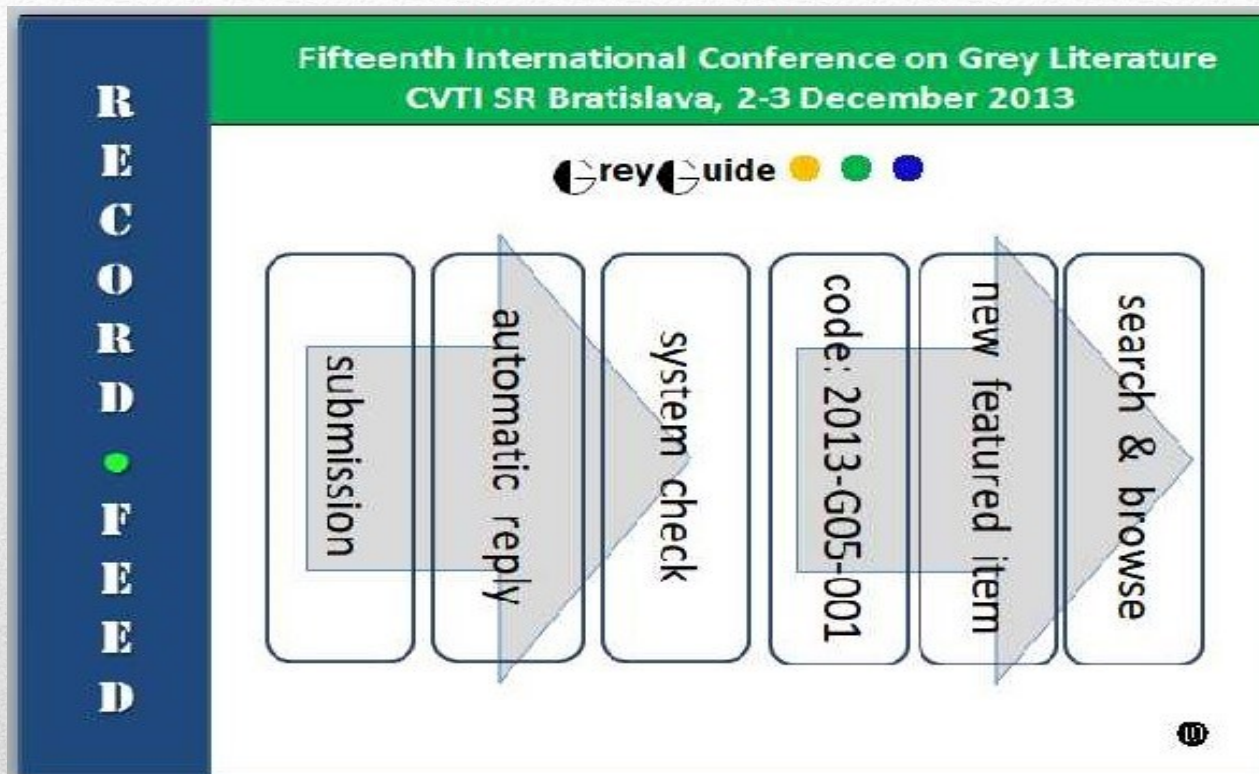 RECORD • FEED
Fifteenth International Conference on Grey Literature
CVTI SR Bratislava, 2-3 December 2013
GreyGuide
submission
automatic reply
system check
code: 2013-G05-001
new featured item
search & browse